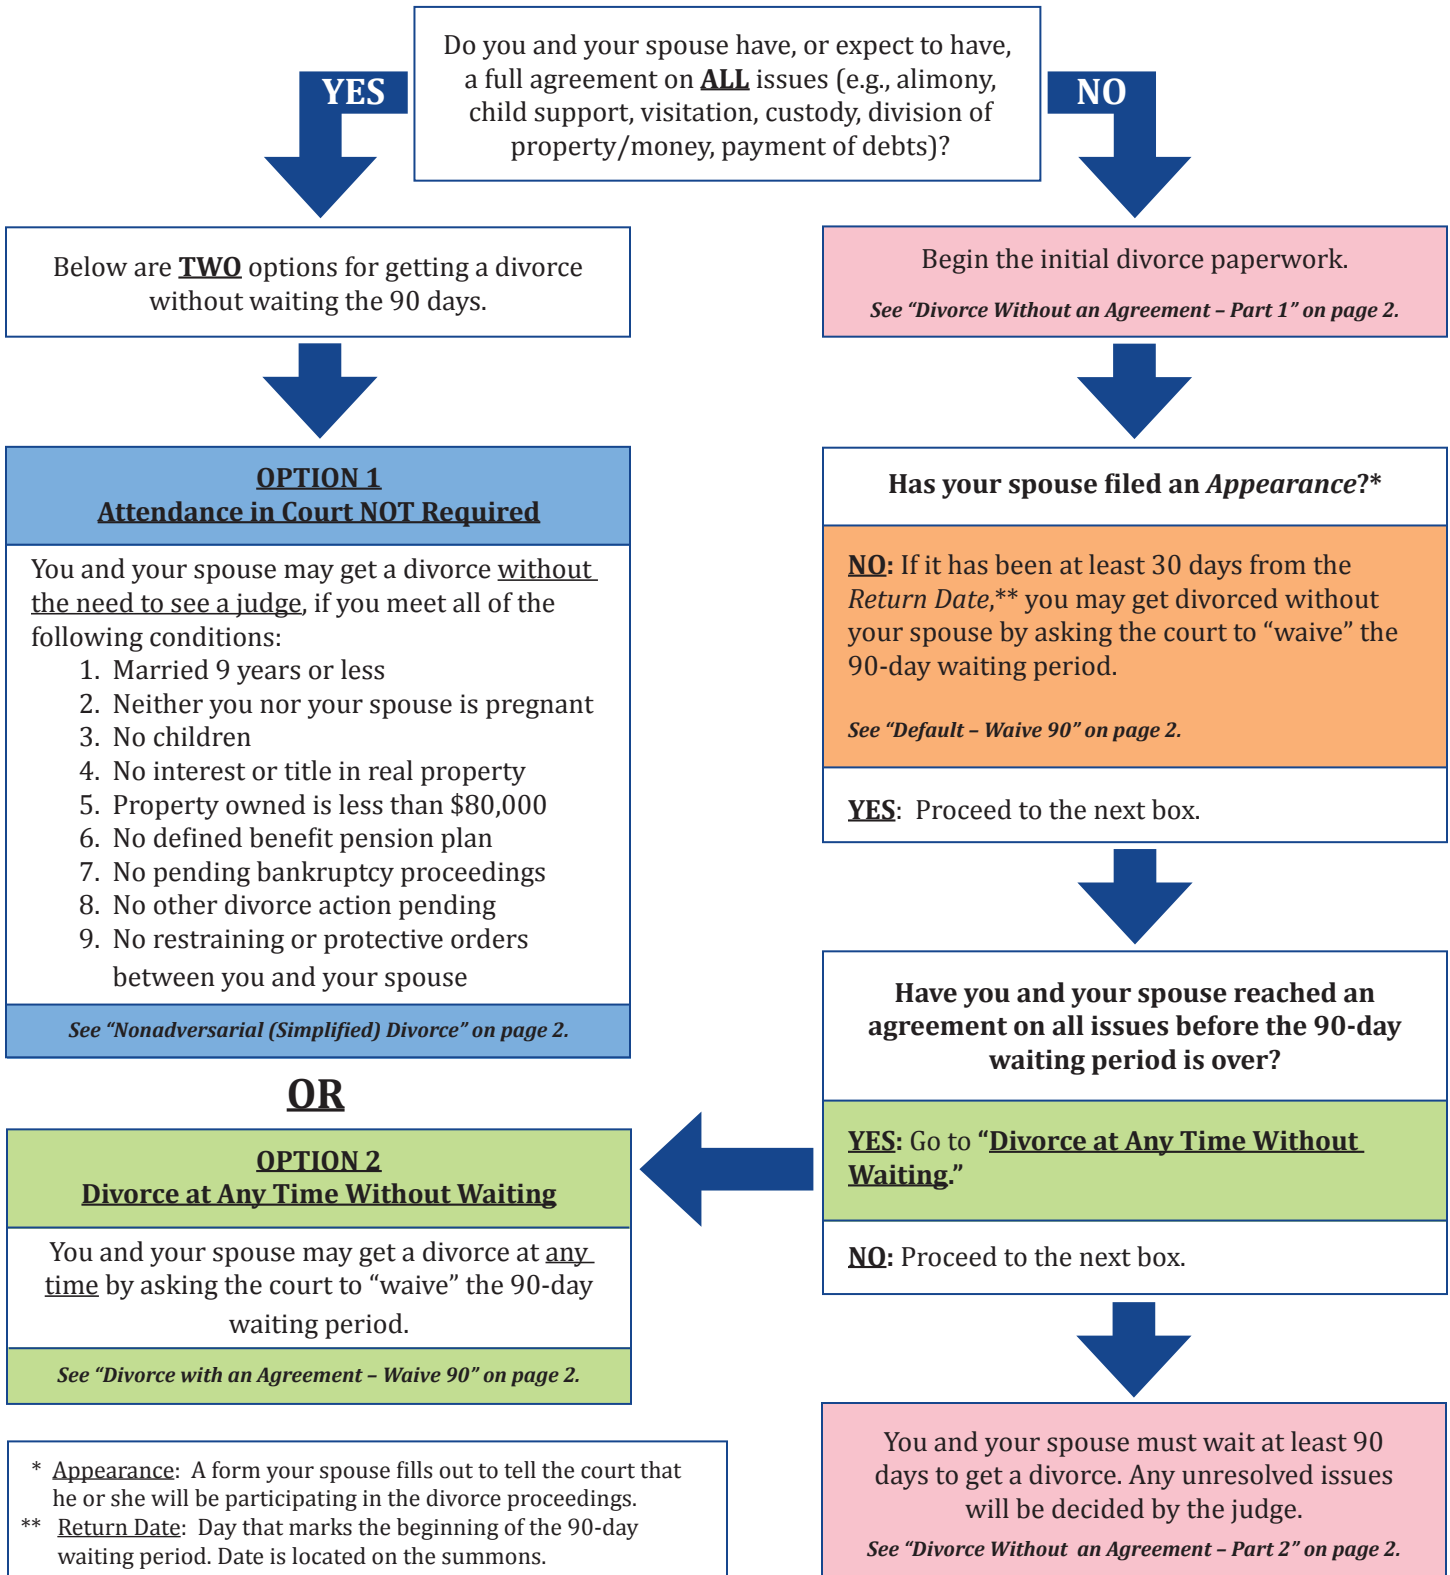 Do you and your spouse have, or expect to have,
a full agreement on ALL issues (e.g., alimony,
child support, visitation, custody, division of
property/money, payment of debts)?
YES
NO
Below are TWO options for getting a divorce
without waiting the 90 days.
OPTION 1
Attendance in Court NOT Required
You and your spouse may get a divorce without
the need to see a judge, if you meet all of the
following conditions:
1. Married 9 years or less
2. Neither you nor your spouse is pregnant
3. No children
4. No interest or title in real property
5. Property owned is less than $80,000
6. No defined benefit pension plan
7. No pending bankruptcy proceedings
8. No other divorce action pending
9. No restraining or protective orders
between you and your spouse
See “Nonadversarial (Simplified) Divorce” on page 2.
OR
OPTION 2
Divorce at Any Time Without Waiting
You and your spouse may get a divorce at any
time by asking the court to “waive” the 90-day
waiting period.
See “Divorce with an Agreement – Waive 90” on page 2.
Begin the initial divorce paperwork.
See “Divorce Without an Agreement – Part 1” on page 2.
Has your spouse filed an Appearance?*
NO: If it has been at least 30 days from the
Return Date,** you may get divorced without
your spouse by asking the court to “waive” the
90-day waiting period.
See “Default – Waive 90” on page 2.
YES: Proceed to the next box.
Have you and your spouse reached an
agreement on all issues before the 90-day
waiting period is over?
YES: Go to “Divorce at Any Time Without
Waiting.”
NO: Proceed to the next box.
You and your spouse must wait at least 90
days to get a divorce. Any unresolved issues
will be decided by the judge.
See “Divorce Without an Agreement – Part 2” on page 2.
* Appearance: A form your spouse fills out to tell the court that
he or she will be participating in the divorce proceedings.
** Return Date: Day that marks the beginning of the 90-day
waiting period. Date is located on the summons.